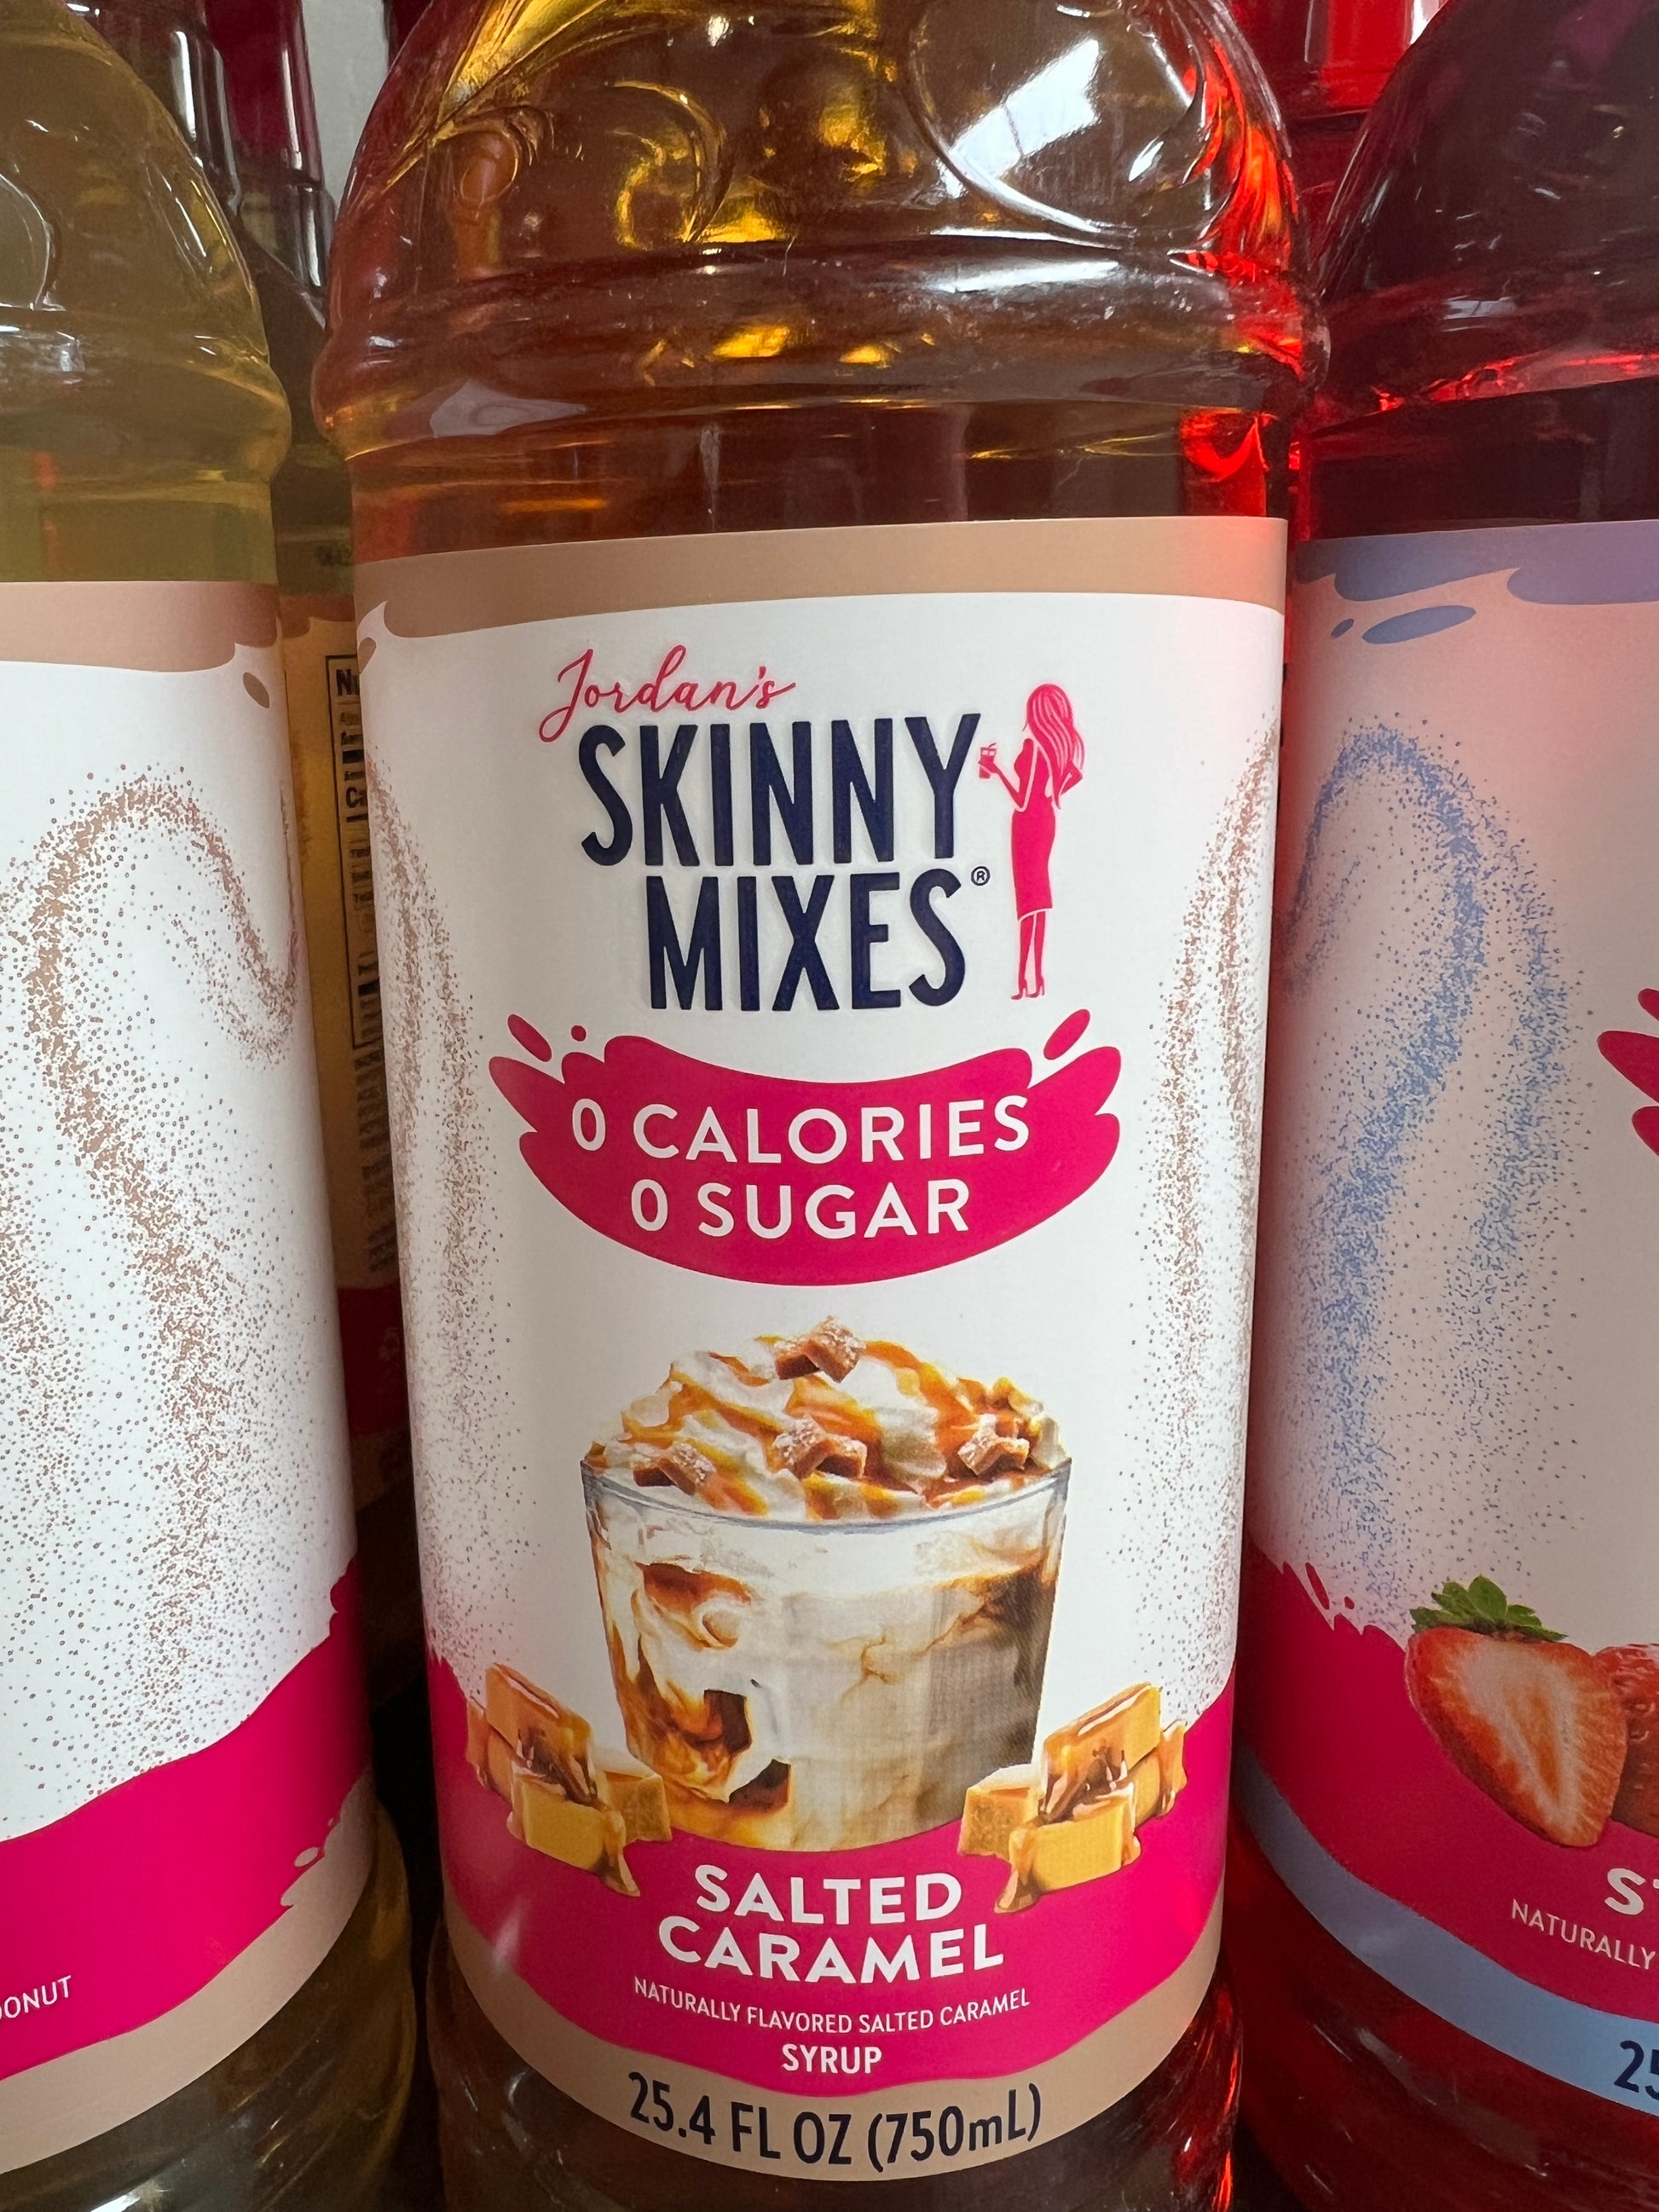 Jordan's
SKINNY
MIXES®
0 CALORIES
0 SUGAR
SALTED
CARAMEL
NATURALLY FLAVORED SALTED CARAMEL
SYRUP
25.4 FL OZ (750mL)
NATURALLY